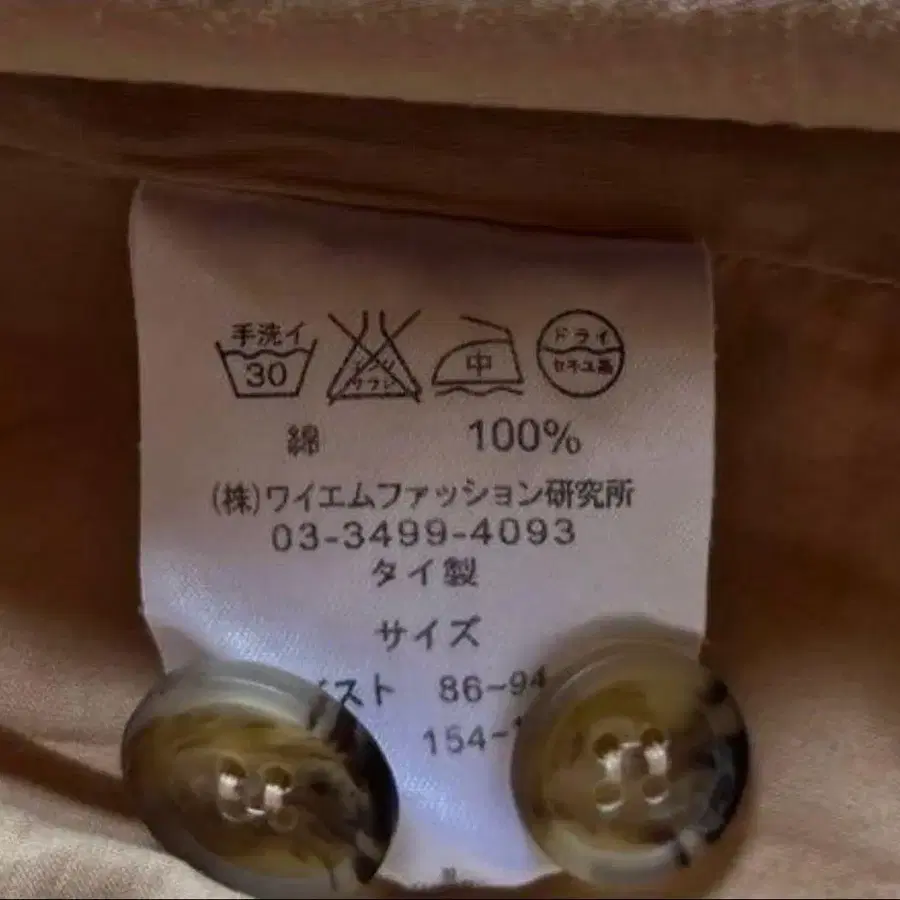 手洗イ
30
中
ドライ
セキユ系
綿 100%
(株)ワイエムファッション研究所
03-3499-4093
タイ製
サイズ
スト 86-94
154-